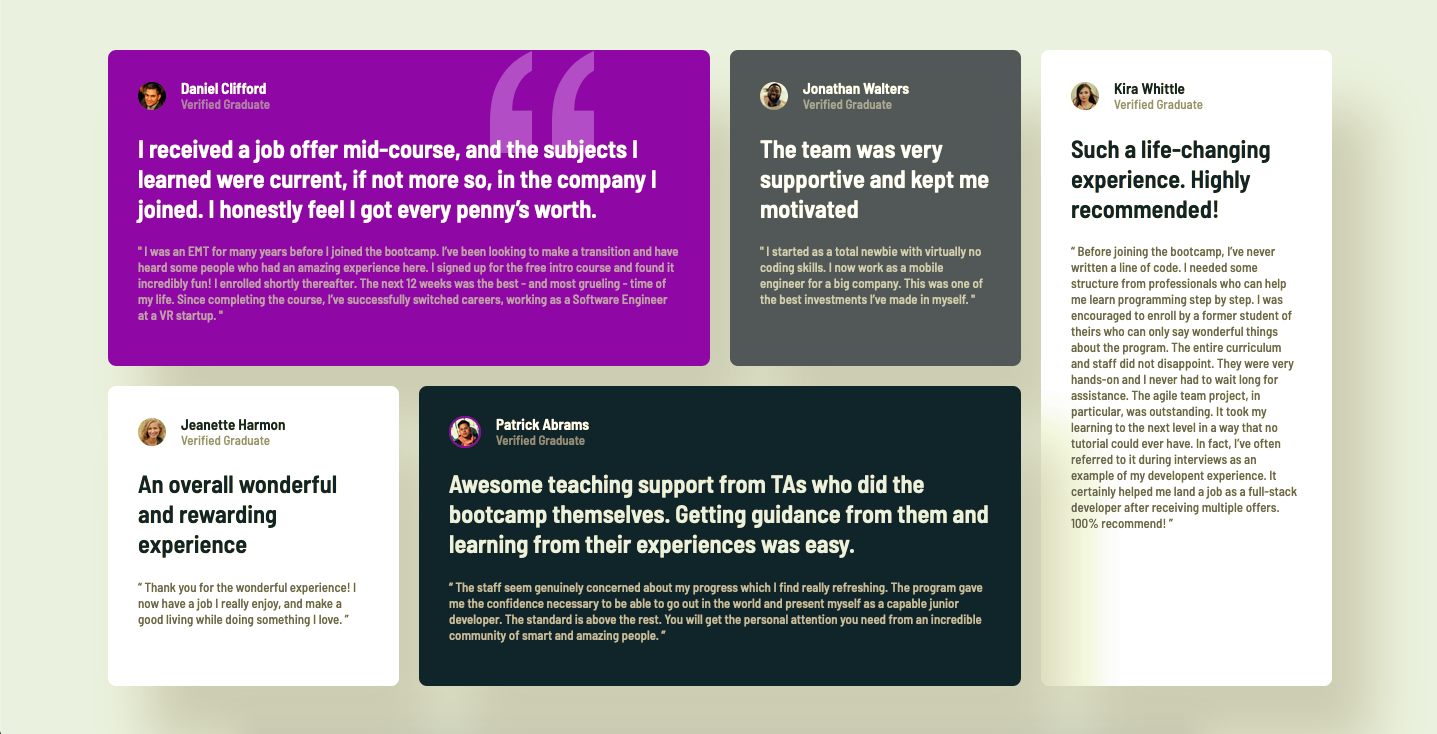 Daniel Clifford
Verified Graduate
I received a job offer mid-course, and the subjects I
learned were current, if not more so, in the company I
joined. I honestly feel I got every penny’s worth.
" I was an EMT for many years before I joined the bootcamp. I’ve been looking to make a transition and have
heard some people who had an amazing experience here. I signed up for the free intro course and found it
incredibly fun! I enrolled shortly thereafter. The next 12 weeks was the best - and most grueling - time of
my life. Since completing the course, I’ve successfully switched careers, working as a Software Engineer
at a VR startup. "
Jonathan Walters
Verified Graduate
The team was very
supportive and kept me
motivated
" I started as a total newbie with virtually no
coding skills. I now work as a mobile
engineer for a big company. This was one of
the best investments I’ve made in myself. "
Kira Whittle
Verified Graduate
Such a life-changing
experience. Highly
recommended!
“ Before joining the bootcamp, I’ve never
written a line of code. I needed some
structure from professionals who can help
me learn programming step by step. I was
encouraged to enroll by a former student of
theirs who can only say wonderful things
about the program. The entire curriculum
and staff did not disappoint. They were very
hands-on and I never had to wait long for
assistance. The agile team project, in
particular, was outstanding. It took my
learning to the next level in a way that no
tutorial could ever have. In fact, I’ve often
referred to it during interviews as an
example of my developent experience. It
certainly helped me land a job as a full-stack
developer after receiving multiple offers.
100% recommend! ”
Jeanette Harmon
Verified Graduate
An overall wonderful
and rewarding
experience
“ Thank you for the wonderful experience! I
now have a job I really enjoy, and make a
good living while doing something I love. ”
Patrick Abrams
Verified Graduate
Awesome teaching support from TAs who did the
bootcamp themselves. Getting guidance from them and
learning from their experiences was easy.
“ The staff seem genuinely concerned about my progress which I find really refreshing. The program gave
me the confidence necessary to be able to go out in the world and present myself as a capable junior
developer. The standard is above the rest. You will get the personal attention you need from an incredible
community of smart and amazing people. ”